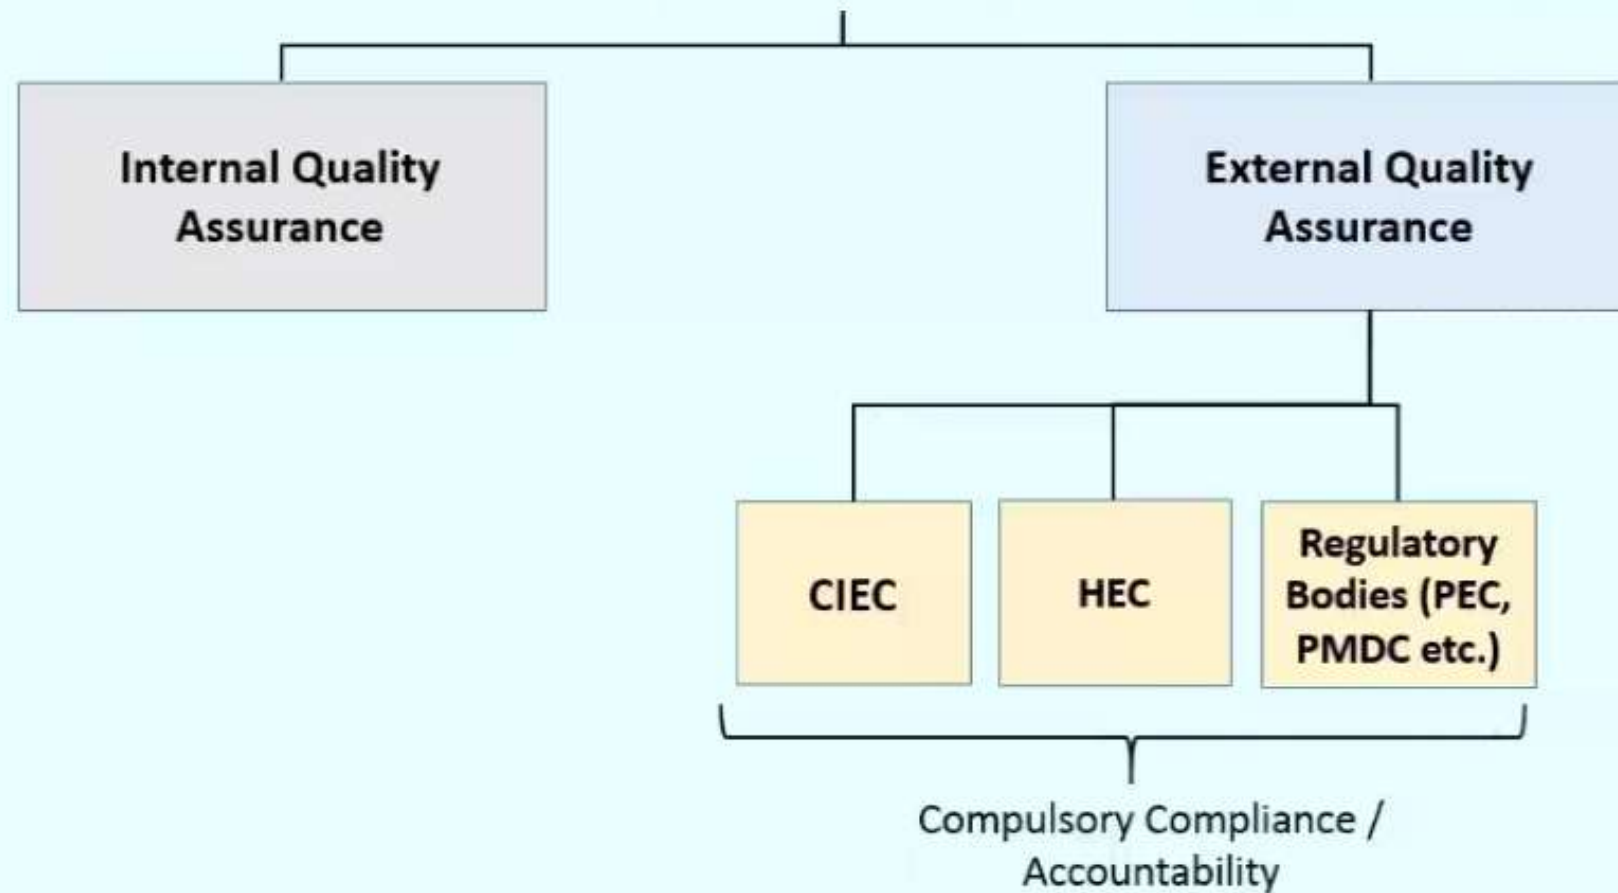 Internal Quality
Assurance
External Quality
Assurance
CIEC
HEC
Regulatory
Bodies (PEC,
PMDC etc.)
Compulsory Compliance /
Accountability